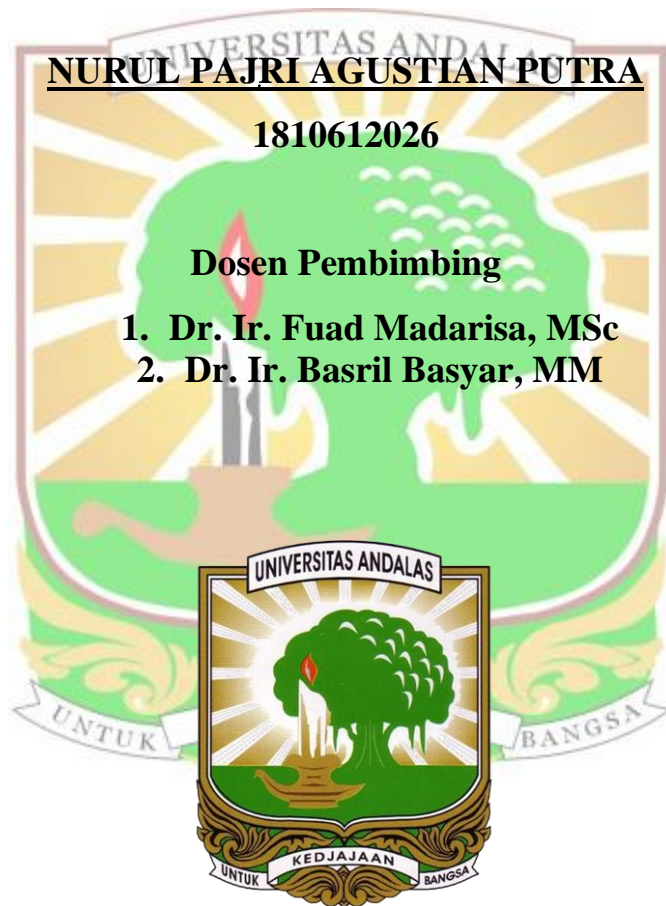 UNIVERSITAS ANDALAS
NURUL PAJRI AGUSTIAN PUTRA
1810612026
Dosen Pembimbing
1. Dr. Ir. Fuad Madarisa, MSc
2. Dr. Ir. Basril Basyar, MM
UNIVERSITAS ANDALAS
UNTUK BANGSA
KEDJAJAAN
UNTUK BANGSA